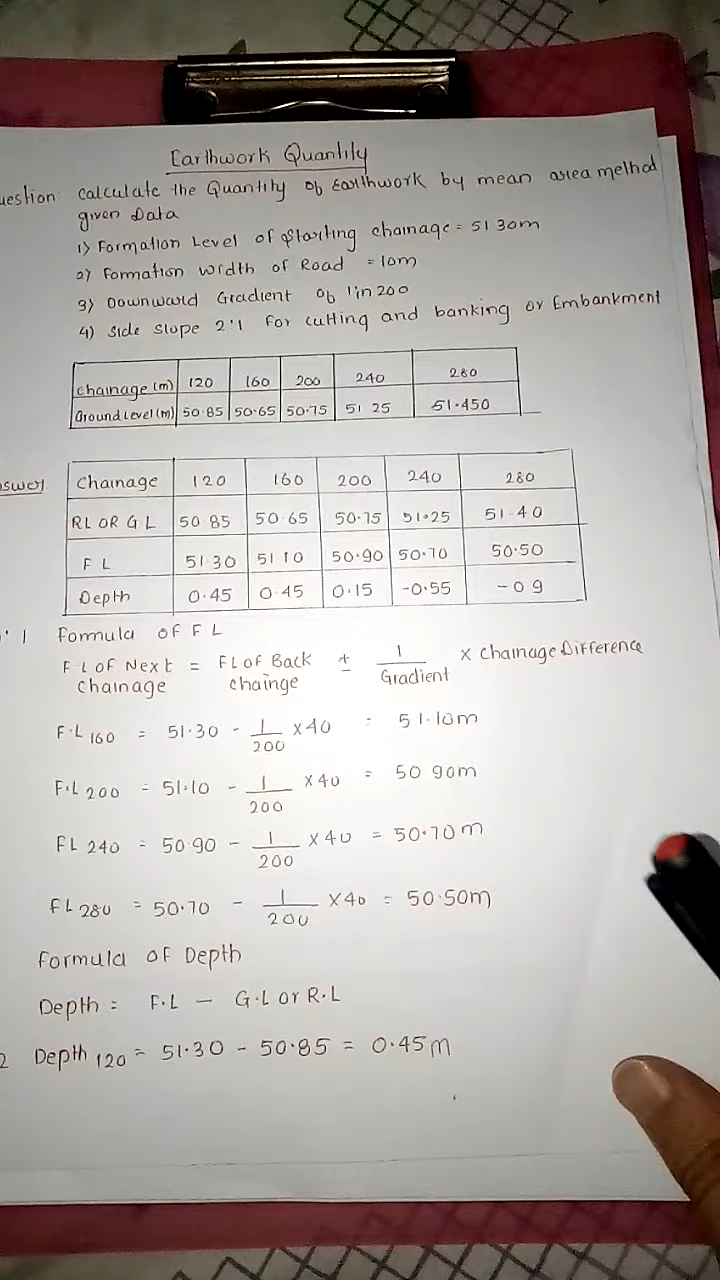 Earthwork Quantity
uestion calculate the Quantity of Earthwork by mean area method
given Data
1) Formation Level of Starting chainage = 51 30m
2) Formation width of Road = 10m
3) Downward Gradient of 1in 200
4) Side slope 2:1 For cutting and banking or Embankment
Chainage (m) 120 160 200 240 280
Ground Level (m) 50.85 50.65 50.75 51 25 51.450
nswer Chainage 120 160 200 240 280
RL OR G L 50 85 50 65 50.75 51.25 51.40
F L 51 30 51 10 50.90 50.70 50.50
Depth 0.45 0.45 0.15 -0.55 -0.9
1 formula of F L
F L of Next chainage = FL of Back chainge ± 1/Gradient × Chainage Difference
F.L 160 = 51.30 - 1/200 × 40 = 51.10m
F.L 200 = 51.10 - 1/200 × 40 = 50 90m
FL 240 = 50 90 - 1/200 × 40 = 50.70 m
FL 280 = 50.70 - 1/200 × 40 = 50.50m
formula of Depth
Depth = F.L - G.L or R.L
2 Depth 120 = 51.30 - 50.85 = 0.45m